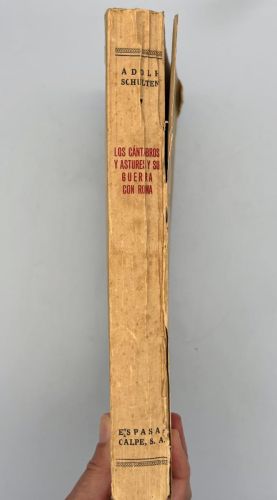 ADOLF
SCHULTEN
LOS CÁNTABROS
Y ASTURES Y SU
GUERRA
CON ROMA
ESPASA-
CALPE, S. A.